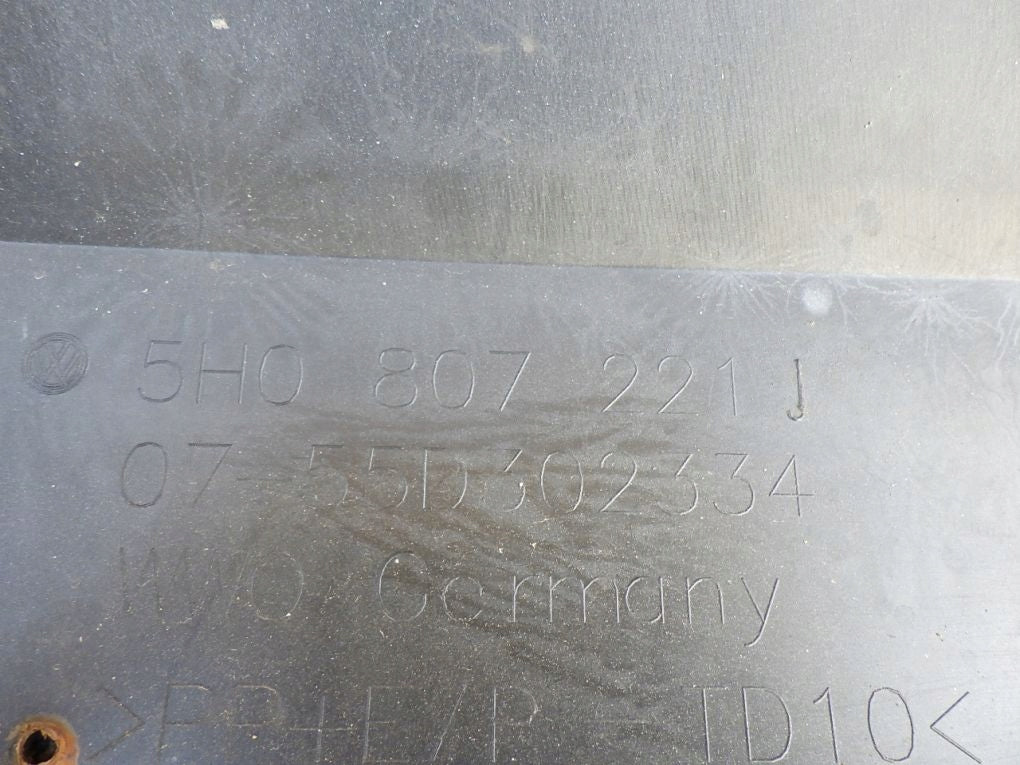 5H0 807 221 J
07-55D302334
Germany
>PP+E/P - TD10<